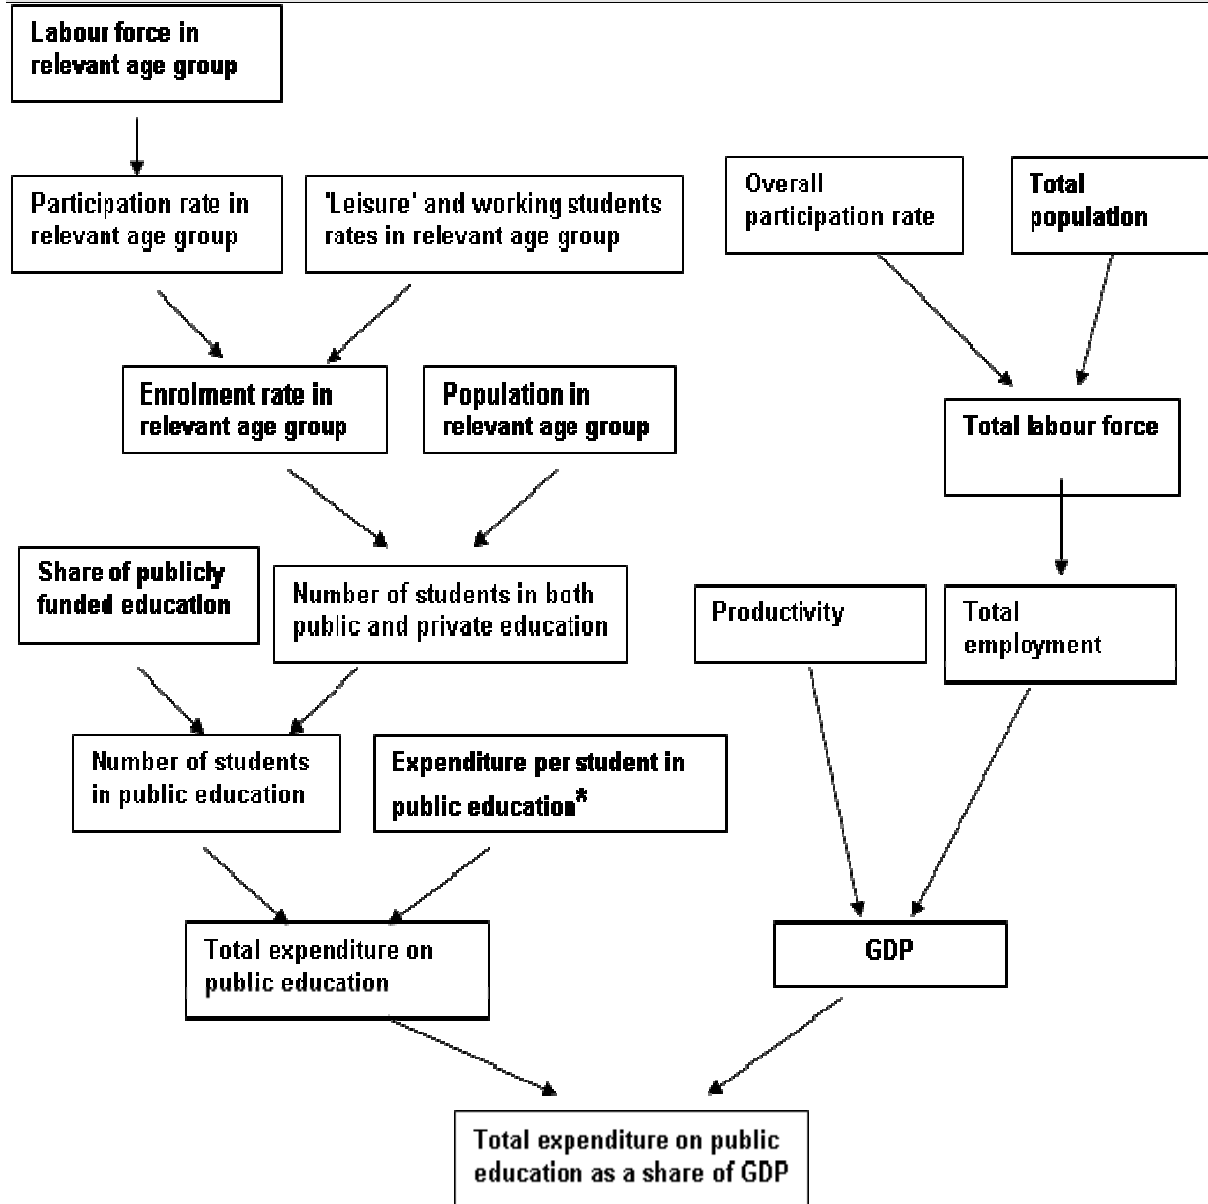 Labour force in
relevant age group
Participation rate in
relevant age group
'Leisure' and working students
rates in relevant age group
Overall
participation rate
Total
population
Enrolment rate in
relevant age group
Population in
relevant age group
Total labour force
Share of publicly
funded education
Number of students in both
public and private education
Productivity
Total
employment
Number of students
in public education
Expenditure per student in
public education*
Total expenditure on
public education
GDP
Total expenditure on public
education as a share of GDP